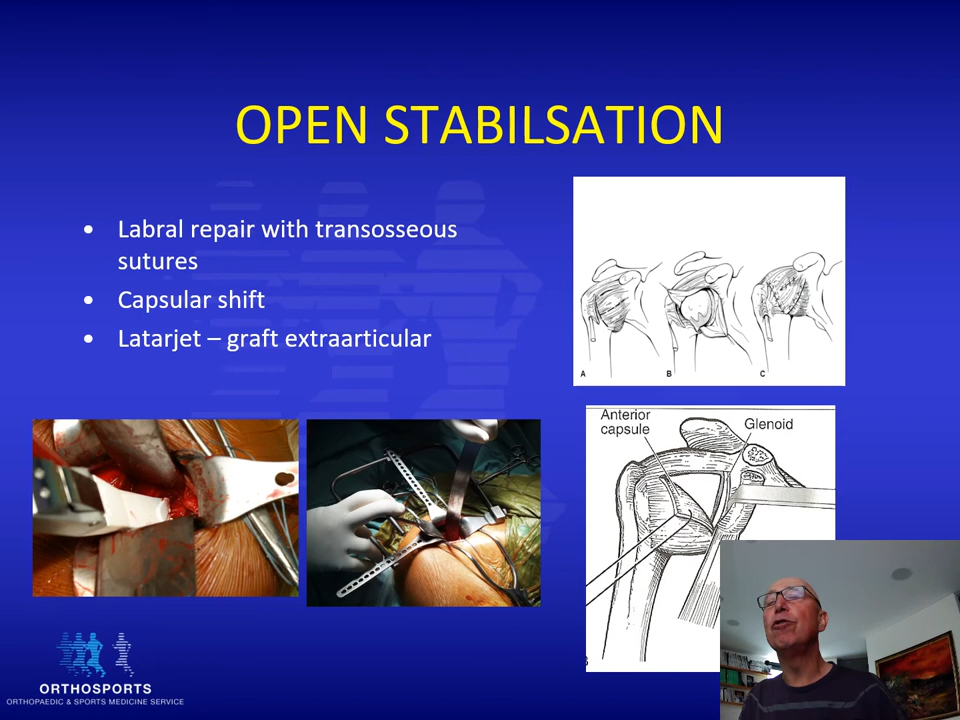 OPEN STABILSATION
• Labral repair with transosseous
sutures
• Capsular shift
• Latarjet – graft extraarticular
A B C
Anterior
capsule
Glenoid
ORTHOSPORTS
ORTHOPAEDIC & SPORTS MEDICINE SERVICE